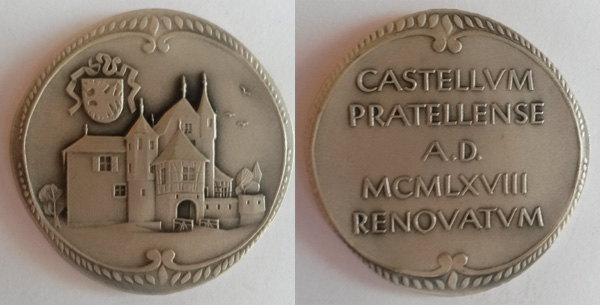 CASTELLVM
PRATELLENSE
A.D.
MCMLXVIII
RENOVATVM